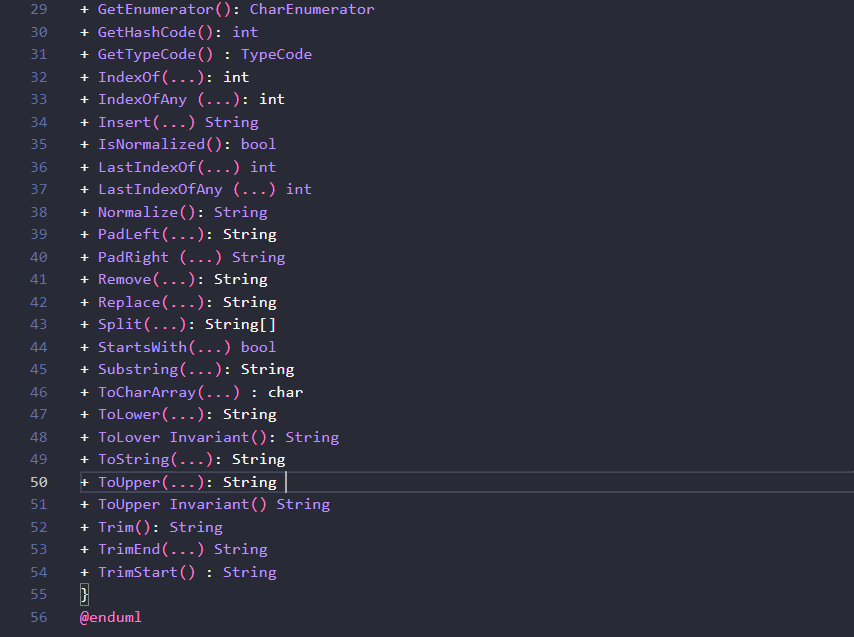 29 + GetEnumerator(): CharEnumerator
30 + GetHashCode(): int
31 + GetTypeCode() : TypeCode
32 + IndexOf(...): int
33 + IndexOfAny (...): int
34 + Insert(...) String
35 + IsNormalized(): bool
36 + LastIndexOf(...) int
37 + LastIndexOfAny (...) int
38 + Normalize(): String
39 + PadLeft(...): String
40 + PadRight (...) String
41 + Remove(...): String
42 + Replace(...): String
43 + Split(...): String[]
44 + StartsWith(...) bool
45 + Substring(...): String
46 + ToCharArray(...) : char
47 + ToLower(...): String
48 + ToLover Invariant(): String
49 + ToString(...): String
50 + ToUpper(...): String
51 + ToUpper Invariant() String
52 + Trim(): String
53 + TrimEnd(...) String
54 + TrimStart() : String
55 }
56 @enduml